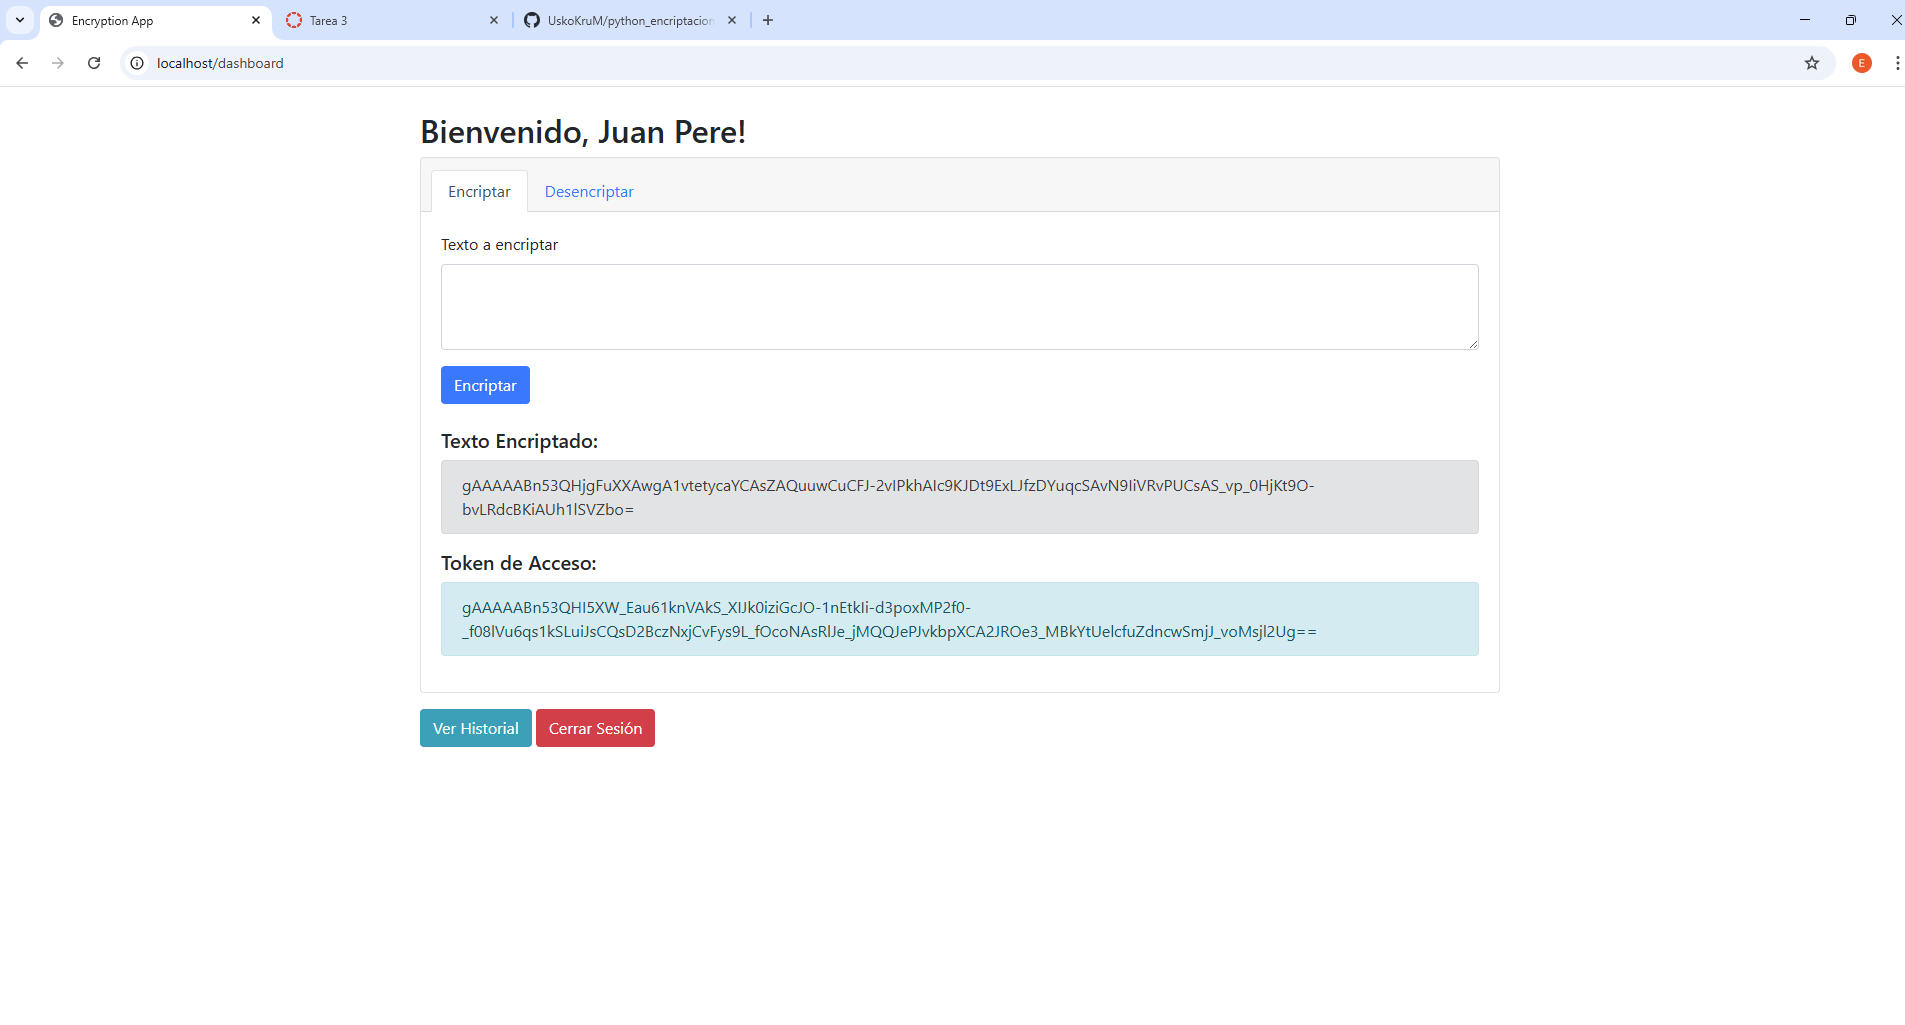 Encryption App
Tarea 3
UskoKruM/python_encriptacion
localhost/dashboard
E
Bienvenido, Juan Pere!
Encriptar
Desencriptar
Texto a encriptar
Encriptar
Texto Encriptado:
gAAAAABn53QHjgFuXXAwgA1vtetycaYCAsZAQuuwCuCFJ-2vIPkhAIc9KJDt9ExLJfzDYuqcSAvN9IiVRvPUCsAS_vp_0HjKt9O-
bvLRdcBKiAUh1lSVZbo=
Token de Acceso:
gAAAAABn53QHI5XW_Eau61knVAkS_XIJk0iziGcJO-1nEtkIi-d3poxMP2f0-
_f08lVu6qs1kSLuiJsCQsD2BczNxjCvFys9L_fOcoNAsRlJe_jMQQJePJvkbpXCA2JROe3_MBkYtUelcfuZdncwSmjJ_voMsjl2Ug==
Ver Historial
Cerrar Sesión